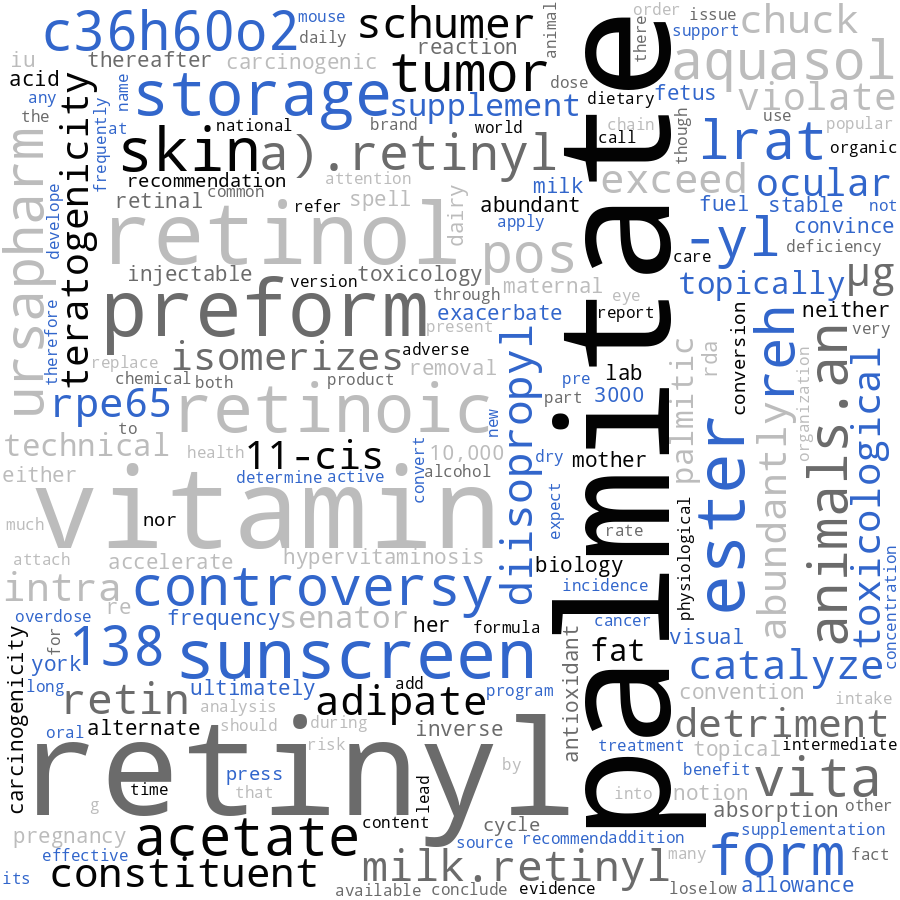 c36h60o2
mouse
daily
schumer
animal
order
there
issue
support
chuck
iu
thereafter
carcinogenic
reaction
tumor
palmitate
aquasol
acid
any
the
name
storage
supplement
dose
dietary
fetus
violate
teratogenicity
frequently
at
national
brand
world
call
chain
though
use
popular
lrat
organic
ursapharm
develope
skin
a).retinyl
recommendation
common
attention
milk
exceed
ocular
retinal
refer
spell
dairy
abundant
fuel
stable
not
retinol
apply
-yl
convince
deficiency
pos
care
injectable
version
toxicology
maternal
eye
topically
µg
preform
through
exacerbate
report
neither
therefore
present
very
replace
isomerizes
adverse
removal
lab
palmitic
rda
conversion
reh
chemical
both
product
pre
3000
part
animals.an
organization
toxicological
rpe65
to
retinoic
new
diisopropyl
ester
abundantly
technical
health
11-cis
10,000
mother
either
determine
active
convert
alcohol
dry
vitamin
expect
much
nor
rate
physiological
attach
accelerate
hypervitaminosis
biology
intra
controversy
incidence
concentration
re
overdose
frequency
senator
her
formula
cancer
carcinogenicity
for
138
sunscreen
antioxidant
fat
visual
york
catalyze
long
retin
ultimately
adipate
add
program
convention
intake
analysis
oral
alternate
should
during
inverse
detriment
risk
treatment
topical
intermediate
retinyl
press
by
benefit
time
that
lead
into
notion
vita
g
absorption
other
pregnancy
acetate
content
cycle
source
recommend
addition
supplementation
effective
constituent
milk.retinyl
many
form
fact
its
available
conclude
evidence
loselow
allowance